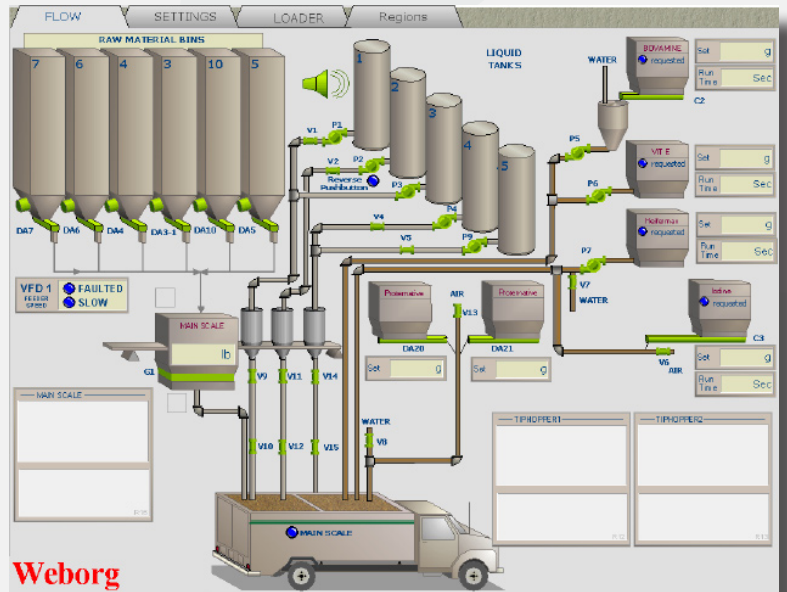 FLOW
SETTINGS
LOADER
Regions
RAW MATERIAL BINS
7
6
4
3
10
5
DA7
DA6
DA4
DA3-1
DA10
DA5
VFD 1
FEEDER
SPEED
FAULTED
SLOW
MAIN SCALE
lb
G1
LIQUID
TANKS
1
2
3
4
5
V1
P1
V2
P2
Reverse
Pushbutton
P3
V4
P4
V5
P9
V9
V11
V14
V10
V12
V15
WATER
P5
BOVAMINE
requested
C2
Set
g
Run
Time
Sec
P6
VIT E
requested
Set
g
Run
Time
Sec
P7
requested
Set
g
Run
Time
Sec
V7
WATER
requested
C3
V6
AIR
Set
g
Run
Time
Sec
AIR
V13
DA20
DA21
Set
g
Set
g
WATER
V8
MAIN SCALE
TIPHOPPER1
TIPHOPPER2
MAIN SCALE
Weborg